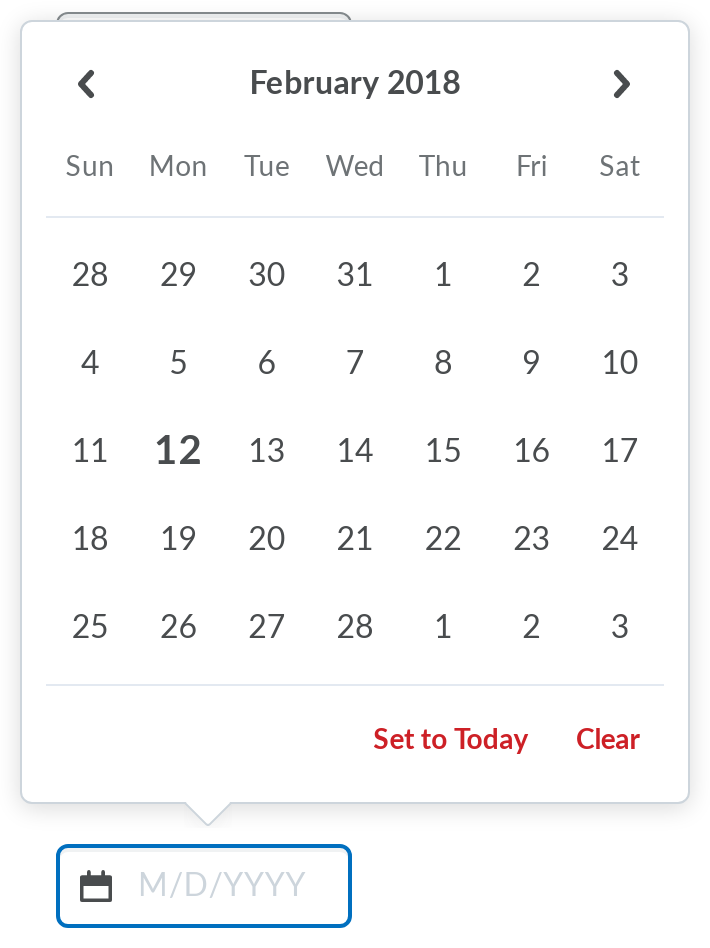 February 2018
Sun Mon Tue Wed Thu Fri Sat
28 29 30 31 1 2 3
4 5 6 7 8 9 10
11 12 13 14 15 16 17
18 19 20 21 22 23 24
25 26 27 28 1 2 3
Set to Today Clear
M/D/YYYY